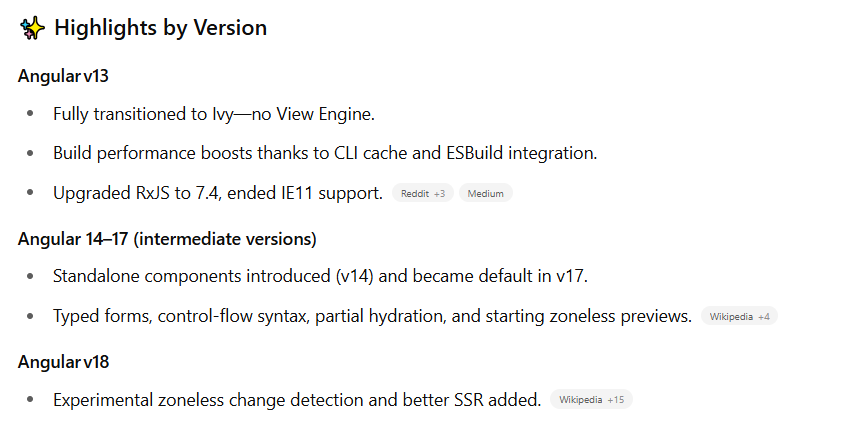 ✨ Highlights by Version
Angular v13
• Fully transitioned to Ivy—no View Engine.
• Build performance boosts thanks to CLI cache and ESBuild integration.
• Upgraded RxJS to 7.4, ended IE11 support. Reddit +3 Medium
Angular 14–17 (intermediate versions)
• Standalone components introduced (v14) and became default in v17.
• Typed forms, control-flow syntax, partial hydration, and starting zoneless previews. Wikipedia +4
Angular v18
• Experimental zoneless change detection and better SSR added. Wikipedia +15